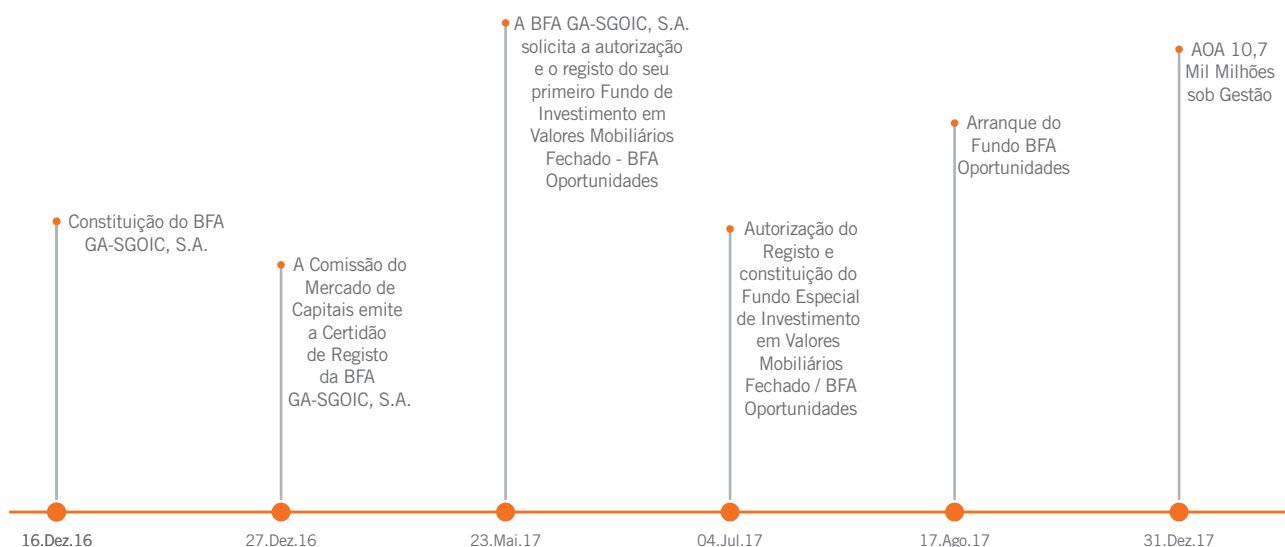 Constituição do BFA
GA-SGOIC, S.A.
A Comissão do
Mercado de
Capitais emite
a Certidão
de Registo
da BFA
GA-SGOIC, S.A.
A BFA GA-SGOIC, S.A.
solicita a autorização
e o registo do seu
primeiro Fundo de
Investimento em
Valores Mobiliários
Fechado - BFA
Oportunidades
Autorização do
Registo e
constituição do
Fundo Especial
de Investimento
em Valores
Mobiliários
Fechado / BFA
Oportunidades
Arranque do
Fundo BFA
Oportunidades
AOA 10,7
Mil Milhões
sob Gestão
16.Dez.16
27.Dez.16
23.Mai.17
04.Jul.17
17.Ago.17
31.Dez.17